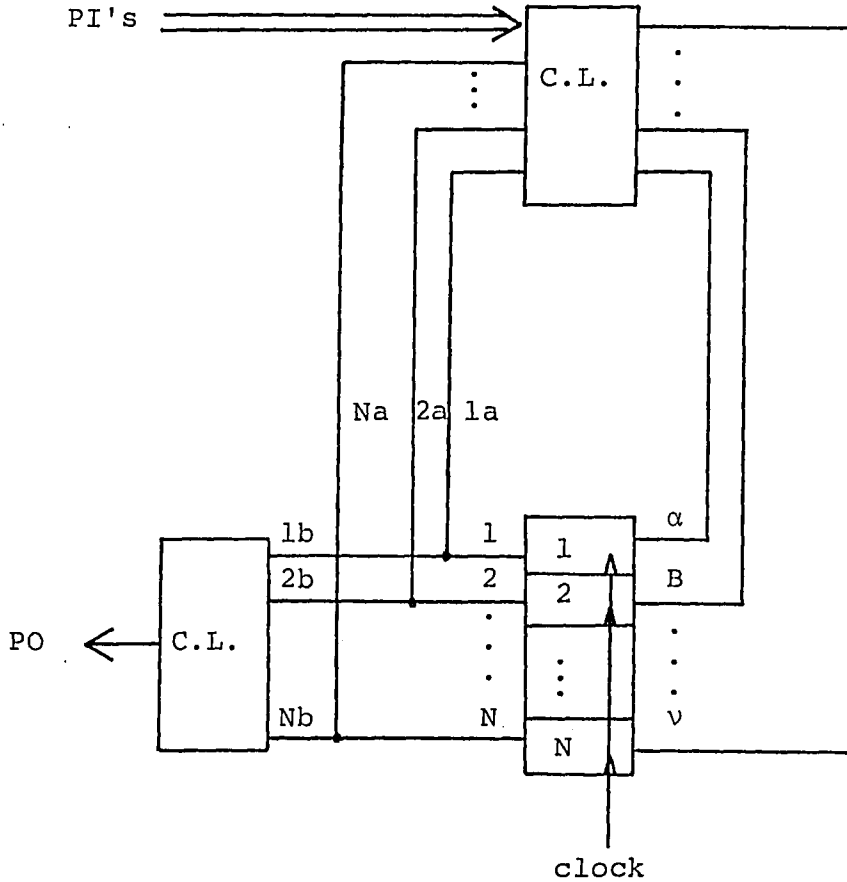 PI's
C.L.
Na 2a 1a
1b 1 1 α
2b 2 2 B
PO C.L.
Nb N N ν
clock